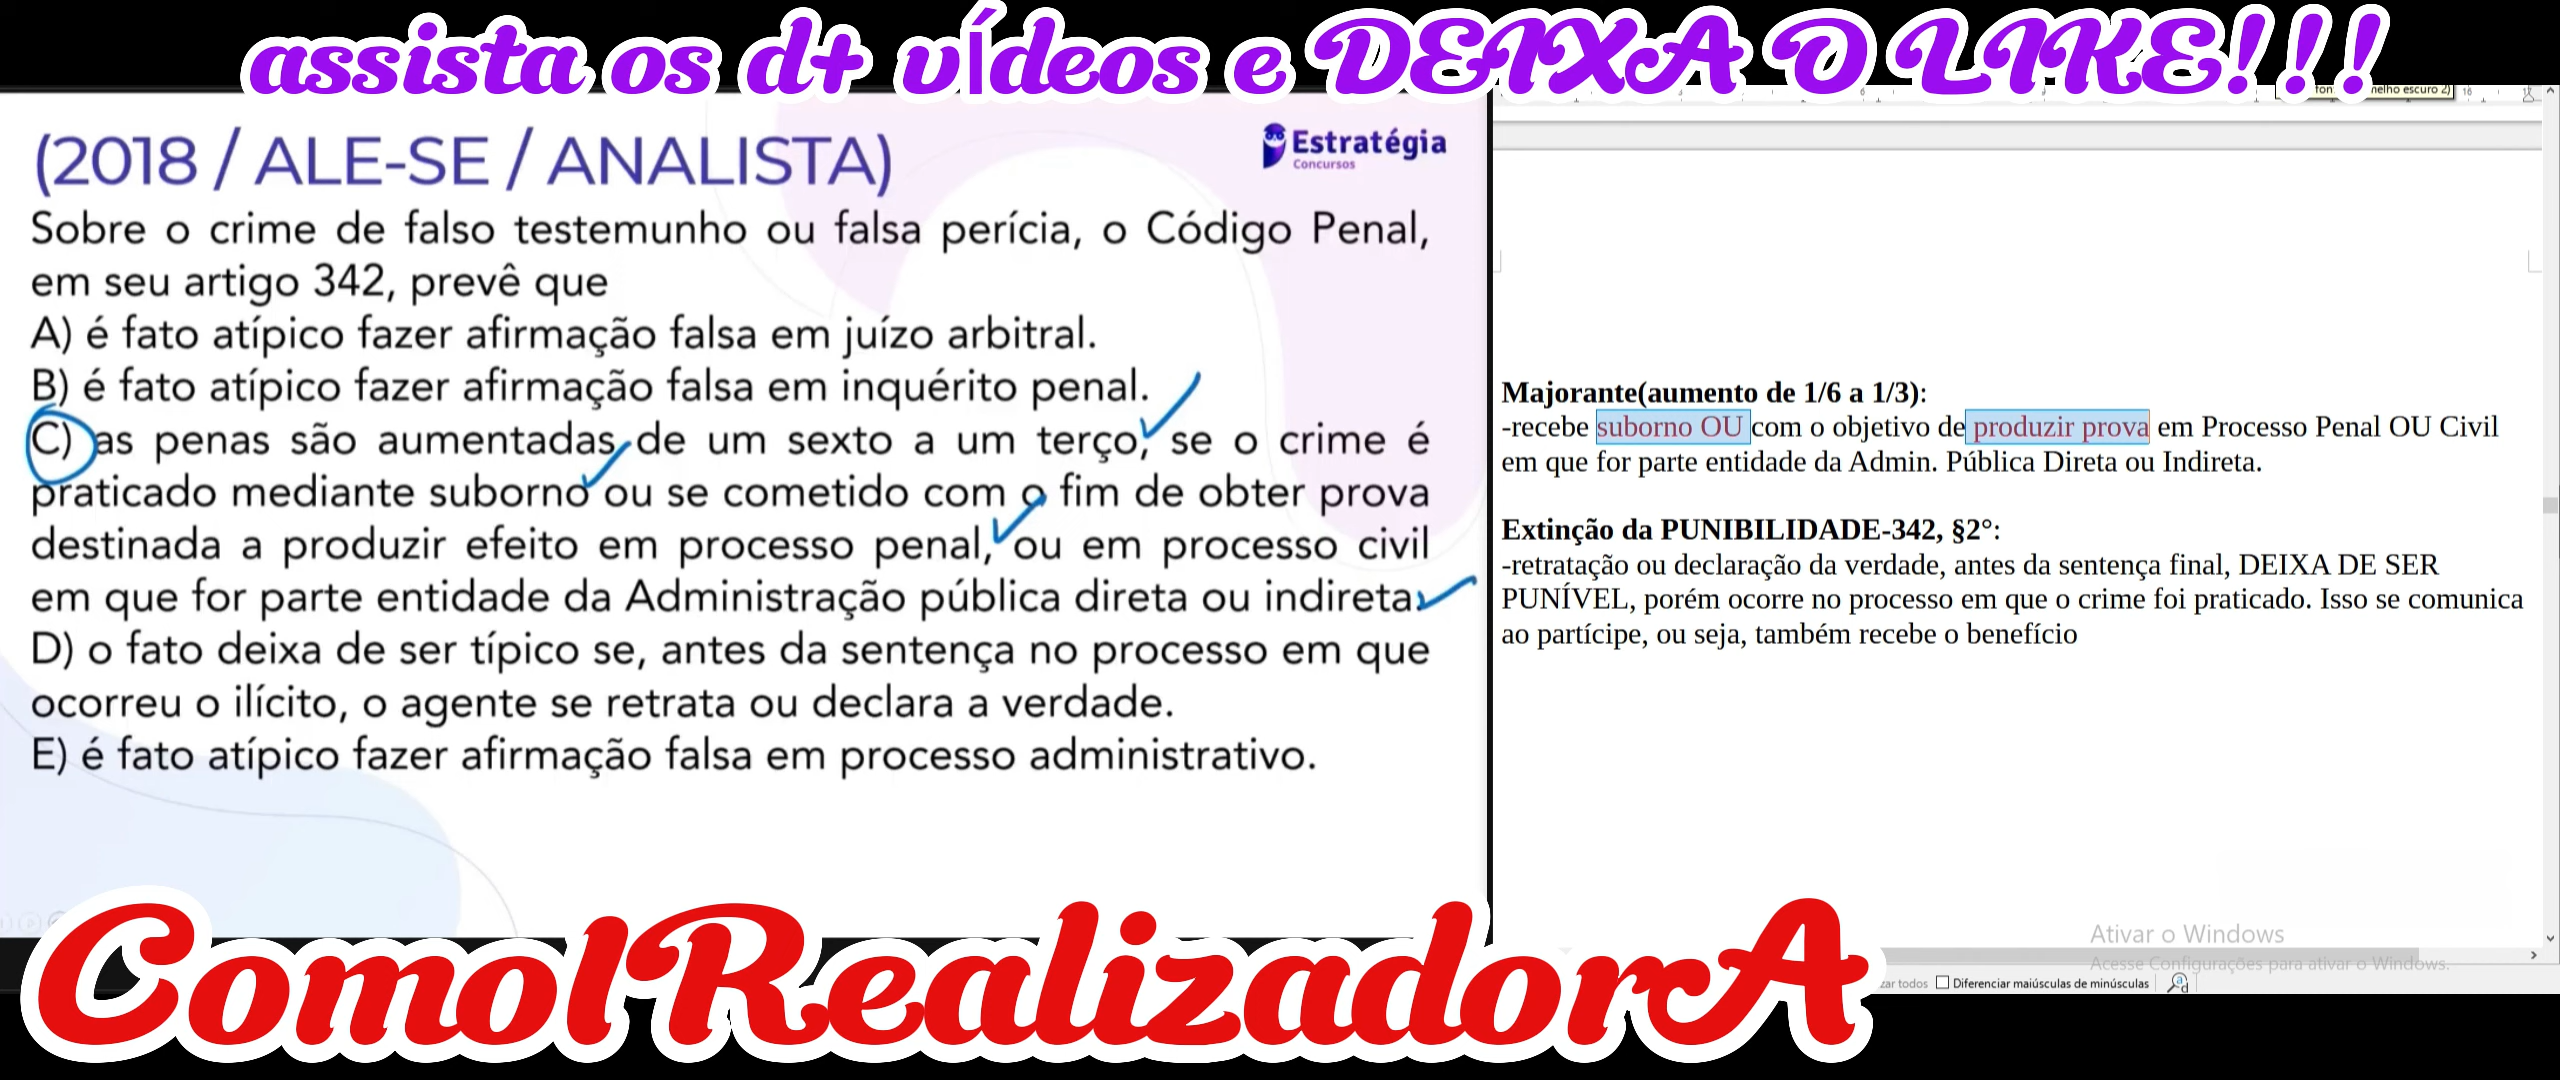 assista os d+ vÍdeos e DEIXA O LIKE!!!
(2018 / ALE-SE / ANALISTA)
Estratégia
Concursos
Sobre o crime de falso testemunho ou falsa perícia, o Código Penal,
em seu artigo 342, prevê que
A) é fato atípico fazer afirmação falsa em juízo arbitral.
B) é fato atípico fazer afirmação falsa em inquérito penal.
C) as penas são aumentadas de um sexto a um terço, se o crime é
praticado mediante suborno ou se cometido com o fim de obter prova
destinada a produzir efeito em processo penal, ou em processo civil
em que for parte entidade da Administração pública direta ou indireta.
D) o fato deixa de ser típico se, antes da sentença no processo em que
ocorreu o ilícito, o agente se retrata ou declara a verdade.
E) é fato atípico fazer afirmação falsa em processo administrativo.
elho escuro 2)
16
Majorante(aumento de 1/6 a 1/3):
-recebe suborno OU com o objetivo de produzir prova em Processo Penal OU Civil
em que for parte entidade da Admin. Pública Direta ou Indireta.
Extinção da PUNIBILIDADE-342, §2°:
-retratação ou declaração da verdade, antes da sentença final, DEIXA DE SER
PUNÍVEL, porém ocorre no processo em que o crime foi praticado. Isso se comunica
ao partícipe, ou seja, também recebe o benefício
Ativar o Windows
Acesse Configurações para ativar o Windows.
zar todos Diferenciar maiúsculas de minúsculas
ComolRealizadorA